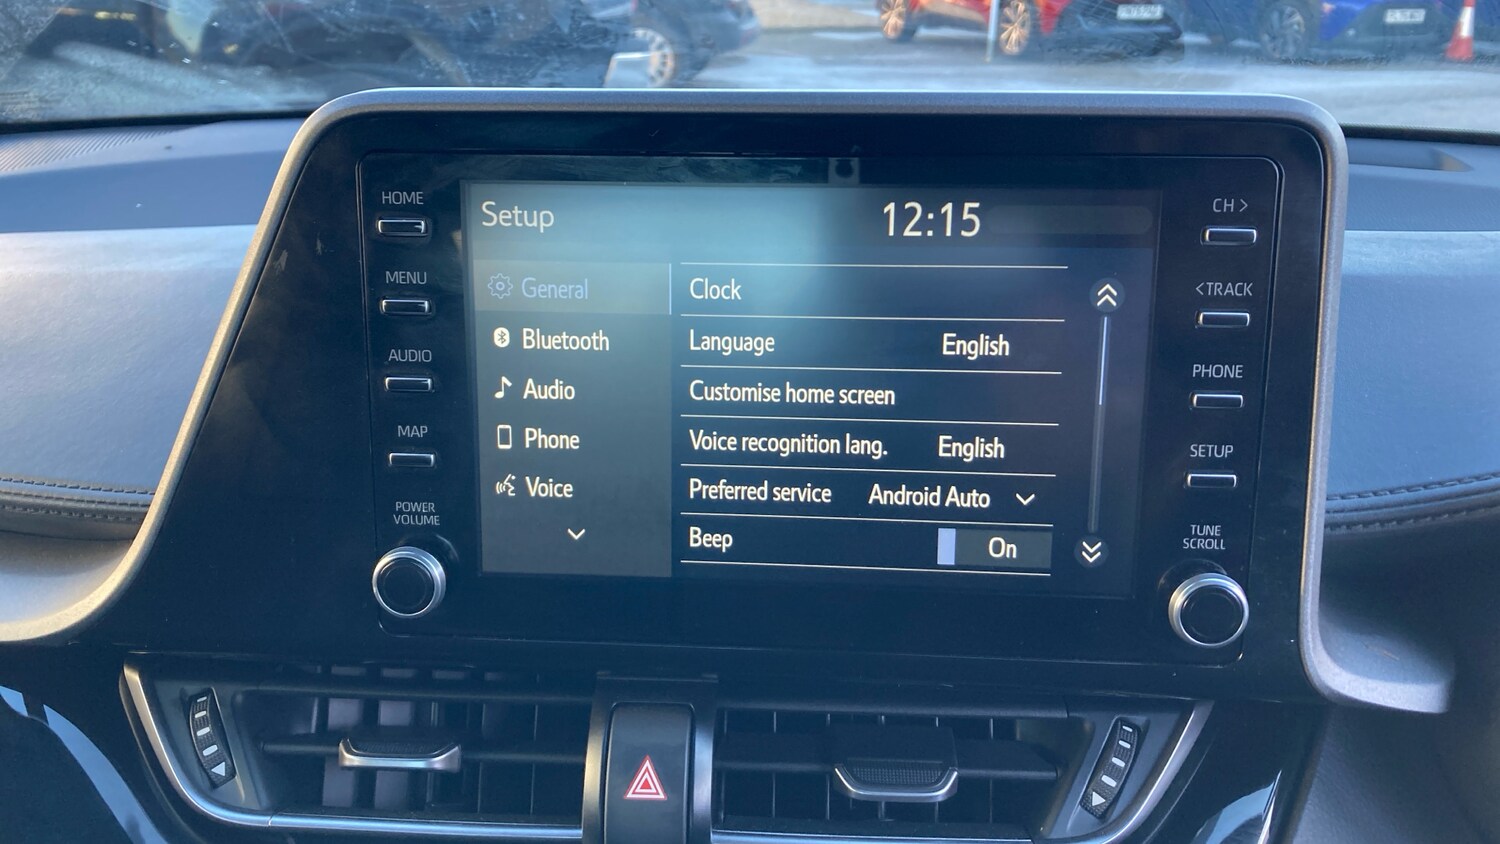 HOME
MENU
AUDIO
MAP
POWER
VOLUME
Setup
12:15
General
Bluetooth
Audio
Phone
Voice
Clock
Language English
Customise home screen
Voice recognition lang. English
Preferred service Android Auto
Beep On
CH >
< TRACK
PHONE
SETUP
TUNE
SCROLL